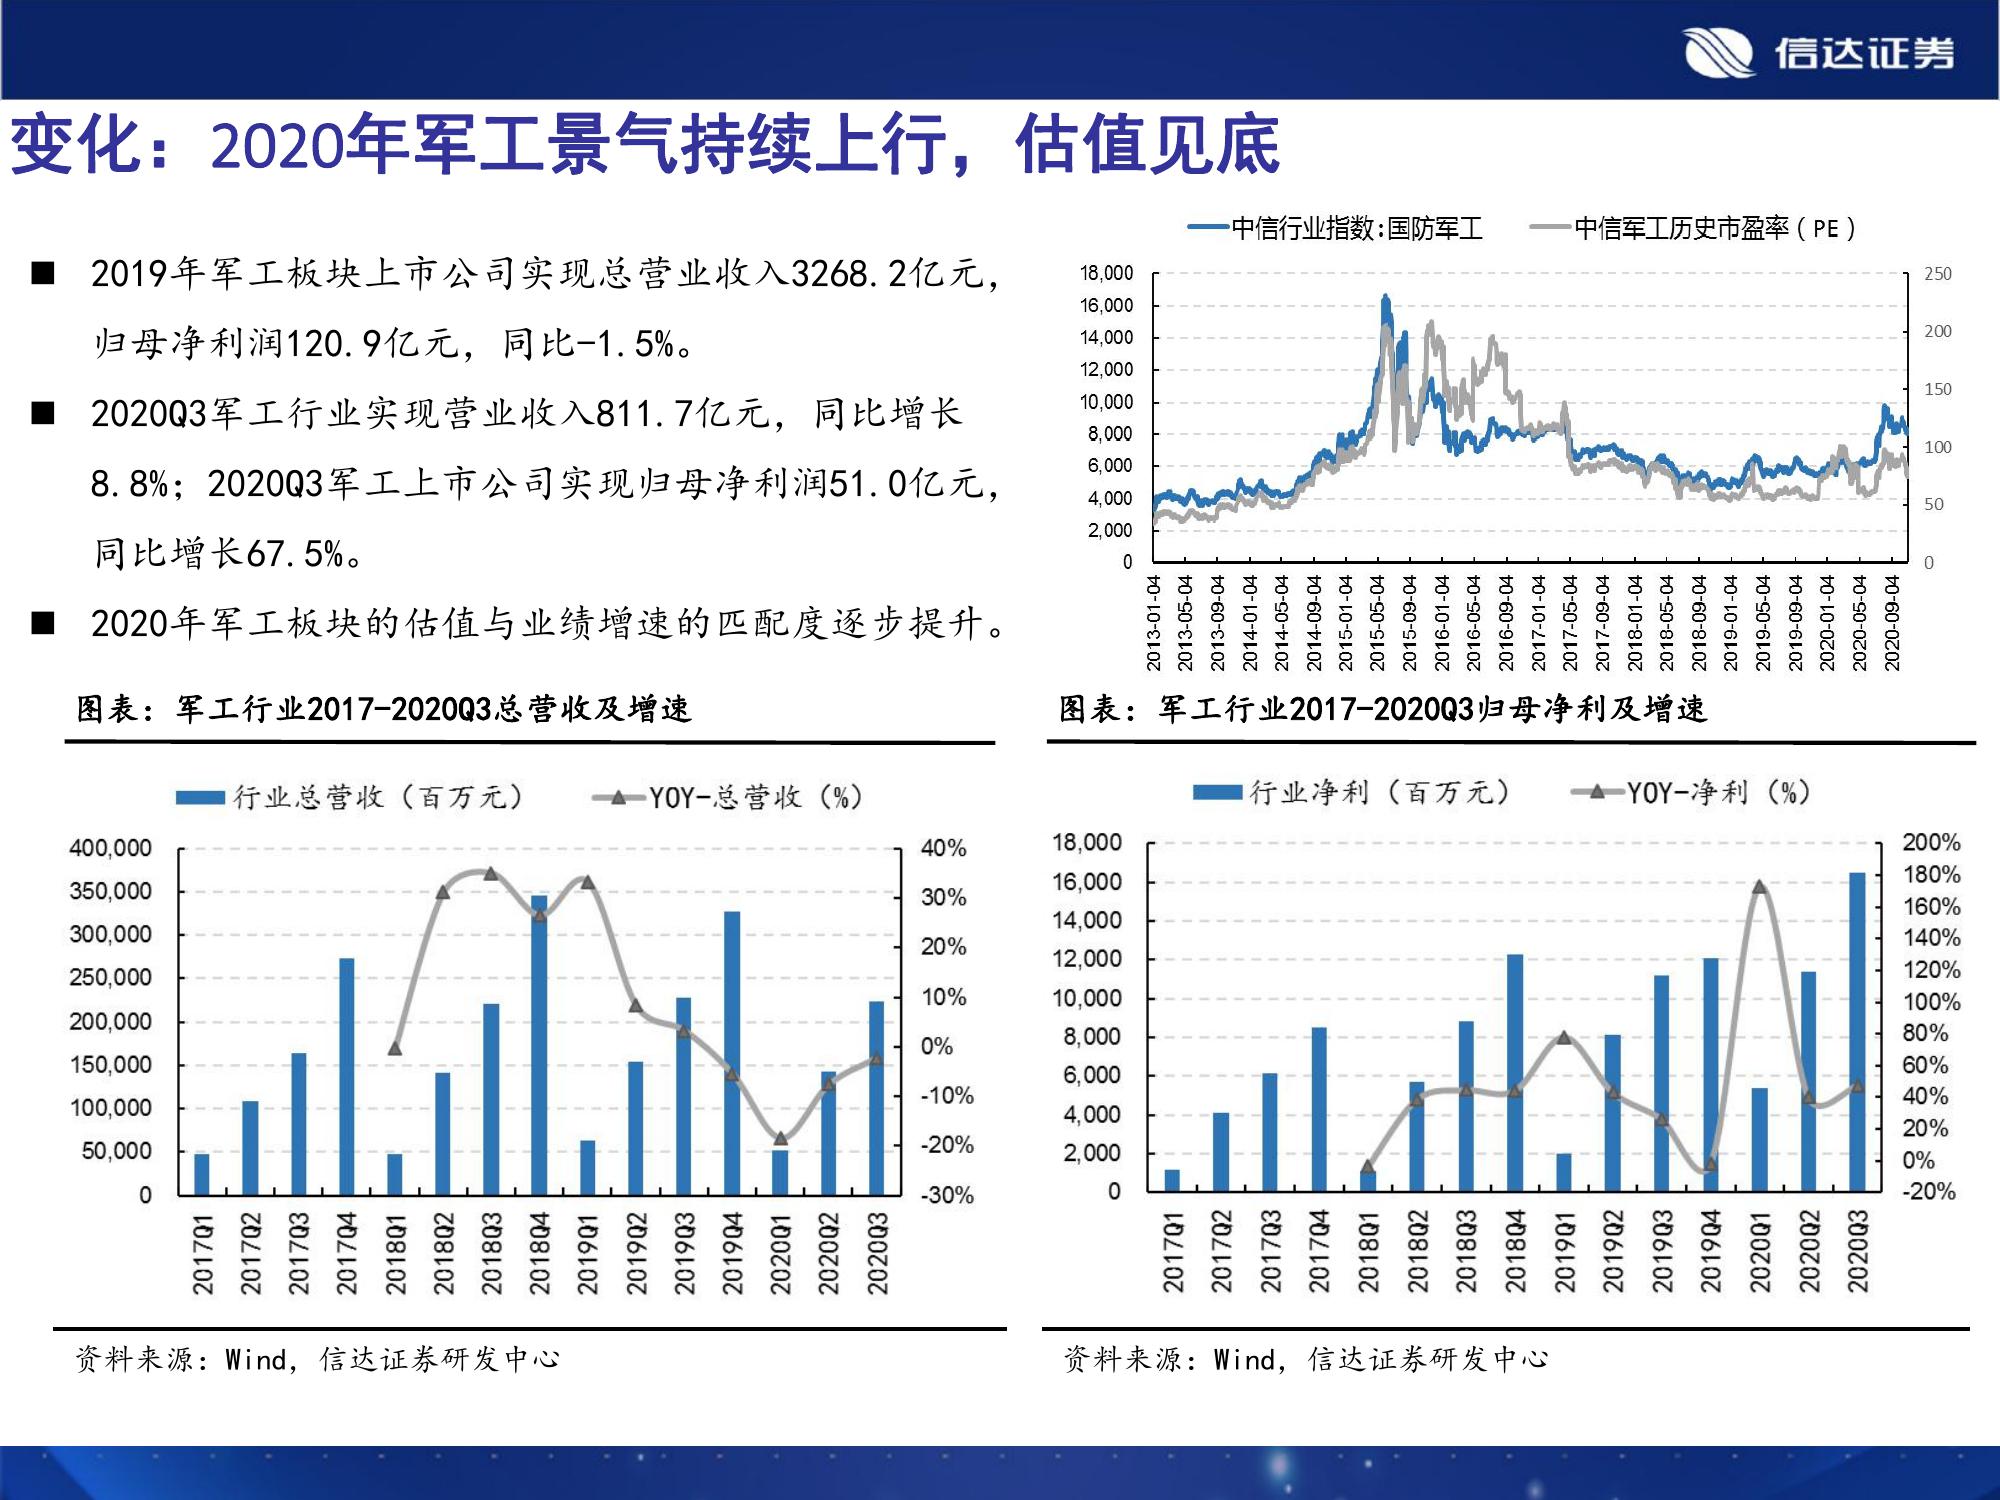 信达证券
变化：2020年军工景气持续上行，估值见底
■ 2019年军工板块上市公司实现总营业收入3268.2亿元，
归母净利润120.9亿元，同比-1.5%。
■ 2020Q3军工行业实现营业收入811.7亿元，同比增长
8.8%；2020Q3军工上市公司实现归母净利润51.0亿元，
同比增长67.5%。
■ 2020年军工板块的估值与业绩增速的匹配度逐步提升。
中信行业指数:国防军工 中信军工历史市盈率（PE）
18,000 250
16,000
14,000 200
12,000
10,000 150
8,000
6,000 100
4,000 50
2,000
0 0
2013-01-04 2013-05-04 2013-09-04 2014-01-04 2014-05-04 2014-09-04 2015-01-04 2015-05-04 2015-09-04 2016-01-04 2016-05-04 2016-09-04 2017-01-04 2017-05-04 2017-09-04 2018-01-04 2018-05-04 2018-09-04 2019-01-04 2019-05-04 2019-09-04 2020-01-04 2020-05-04 2020-09-04
图表：军工行业2017-2020Q3总营收及增速
行业总营收（百万元） YOY-总营收（%）
400,000 40%
350,000 30%
300,000 20%
250,000
200,000 10%
150,000 0%
100,000 -10%
50,000 -20%
0 -30%
2017Q1 2017Q2 2017Q3 2017Q4 2018Q1 2018Q2 2018Q3 2018Q4 2019Q1 2019Q2 2019Q3 2019Q4 2020Q1 2020Q2 2020Q3
资料来源：Wind，信达证券研发中心
图表：军工行业2017-2020Q3归母净利及增速
行业净利（百万元） YOY-净利（%）
18,000 200%
16,000 180%
14,000 160%
12,000 140%
10,000 120%
8,000 100%
6,000 80%
4,000 60%
2,000 40%
0 20%
0%
-20%
2017Q1 2017Q2 2017Q3 2017Q4 2018Q1 2018Q2 2018Q3 2018Q4 2019Q1 2019Q2 2019Q3 2019Q4 2020Q1 2020Q2 2020Q3
资料来源：Wind，信达证券研发中心